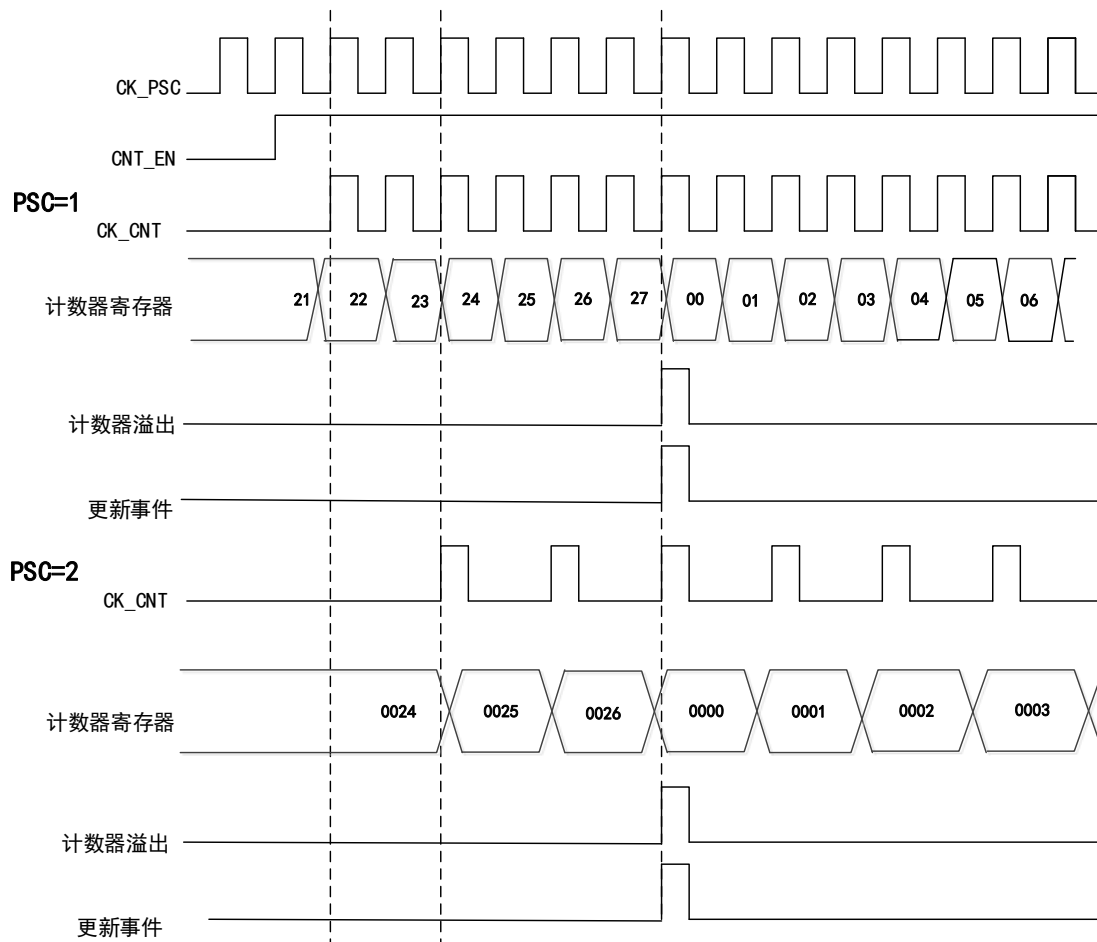 CK_PSC
CNT_EN
PSC=1
CK_CNT
计数器寄存器 21 22 23 24 25 26 27 00 01 02 03 04 05 06
计数器溢出
更新事件
PSC=2
CK_CNT
计数器寄存器 0024 0025 0026 0000 0001 0002 0003
计数器溢出
更新事件